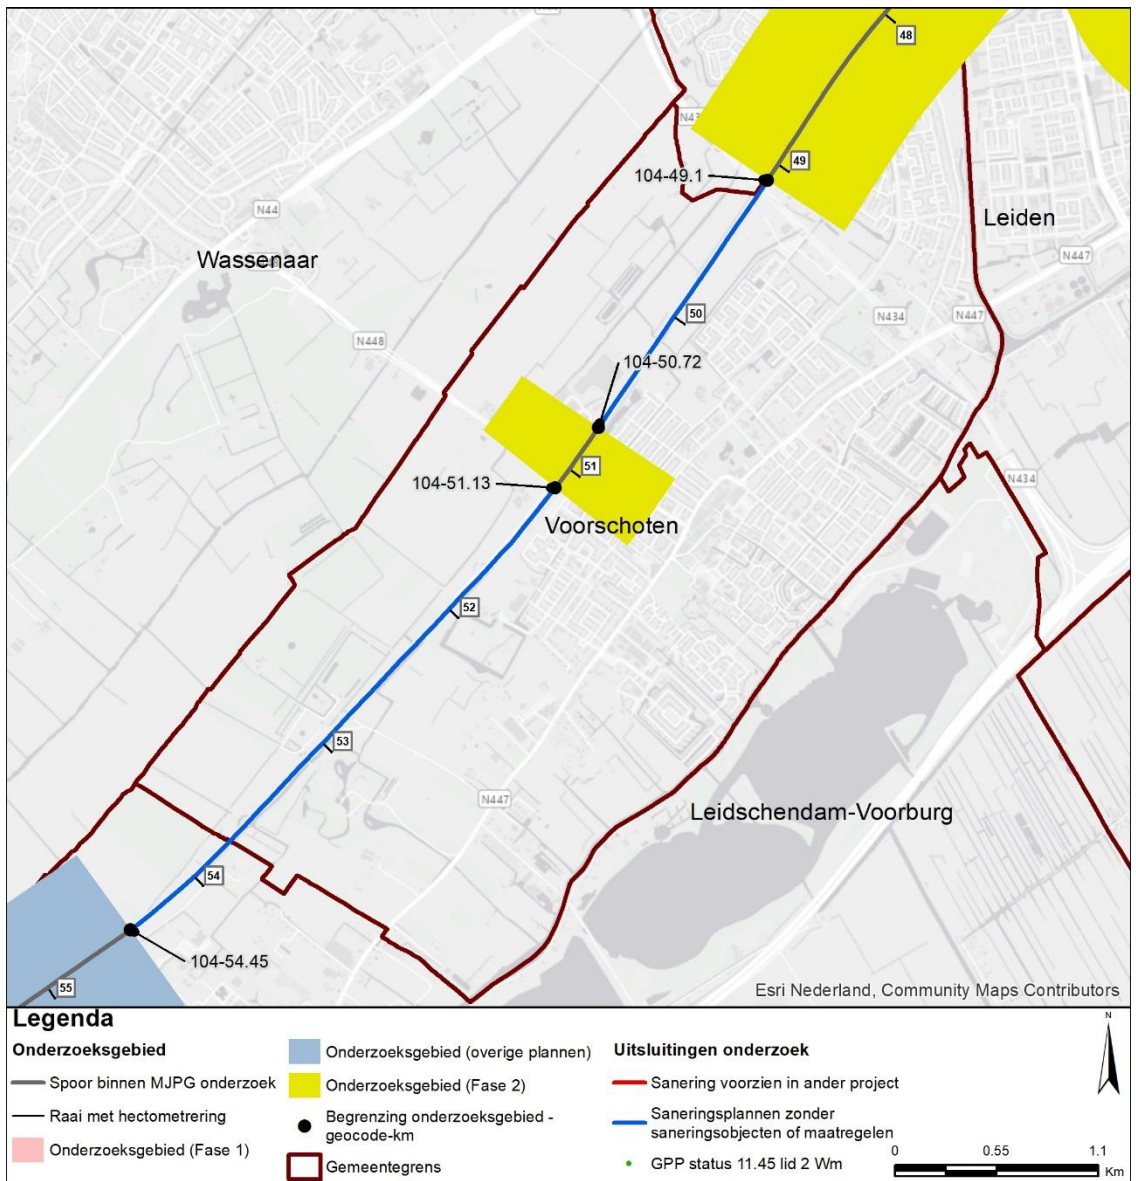 48
N43
49
104-49.1
Leiden
N44
Wassenaar
N447
50
N434
N447
N448
104-50.72
51
104-51.13
N434
Voorschoten
52
53
N447
Leidschendam-Voorburg
54
104-54.45
55
Esri Nederland, Community Maps Contributors
Legenda
Onderzoeksgebied
Spoor binnen MJPG onderzoek
Raai met hectometrering
Onderzoeksgebied (Fase 1)
Onderzoeksgebied (overige plannen)
Onderzoeksgebied (Fase 2)
Begrenzing onderzoeksgebied -
geocode-km
Gemeentegrens
Uitsluitingen onderzoek
Sanering voorzien in ander project
Saneringsplannen zonder
saneringsobjecten of maatregelen
GPP status 11.45 lid 2 Wm
N
0 0.55 1.1
Km